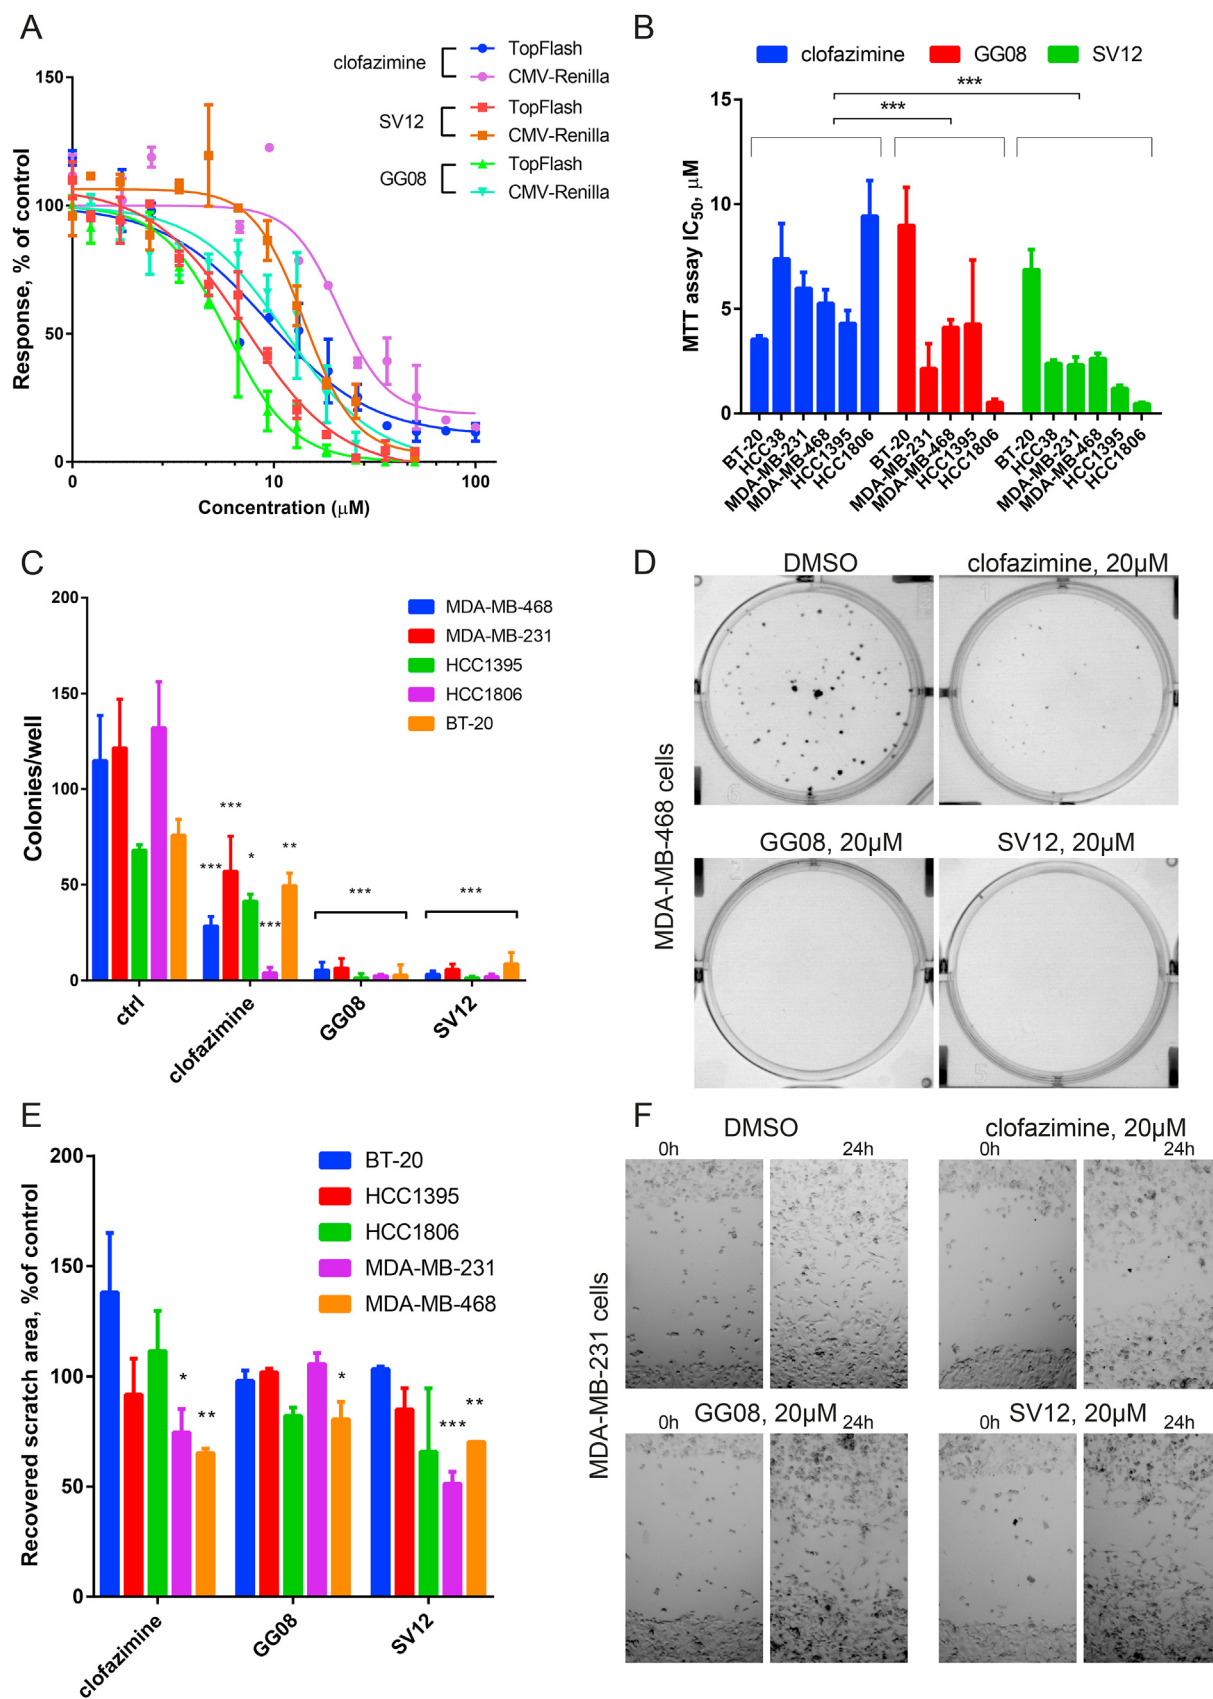 A
clofazimine
TopFlash
CMV-Renilla
SV12
TopFlash
CMV-Renilla
GG08
TopFlash
CMV-Renilla
Response, % of control
150
100
50
0
0
10
100
Concentration (μM)
B
clofazimine
GG08
SV12
***
***
MTT assay IC50, μM
15
10
5
0
BT-20
HCC38
MDA-MB-231
MDA-MB-468
HCC1395
HCC1806
BT-20
MDA-MB-231
MDA-MB-468
HCC1395
HCC1806
BT-20
HCC38
MDA-MB-231
MDA-MB-468
HCC1395
HCC1806
C
Colonies/well
200
150
100
50
0
MDA-MB-468
MDA-MB-231
HCC1395
HCC1806
BT-20
***
***
*
***
**
***
***
ctrl
clofazimine
GG08
SV12
D
MDA-MB-468 cells
DMSO
clofazimine, 20μM
GG08, 20μM
SV12, 20μM
E
Recovered scratch area, %of control
200
150
100
50
0
BT-20
HCC1395
HCC1806
MDA-MB-231
MDA-MB-468
*
**
*
***
**
clofazimine
GG08
SV12
F
MDA-MB-231 cells
DMSO
0h
24h
clofazimine, 20μM
0h
24h
GG08, 20μM
0h
24h
SV12, 20μM
0h
24h